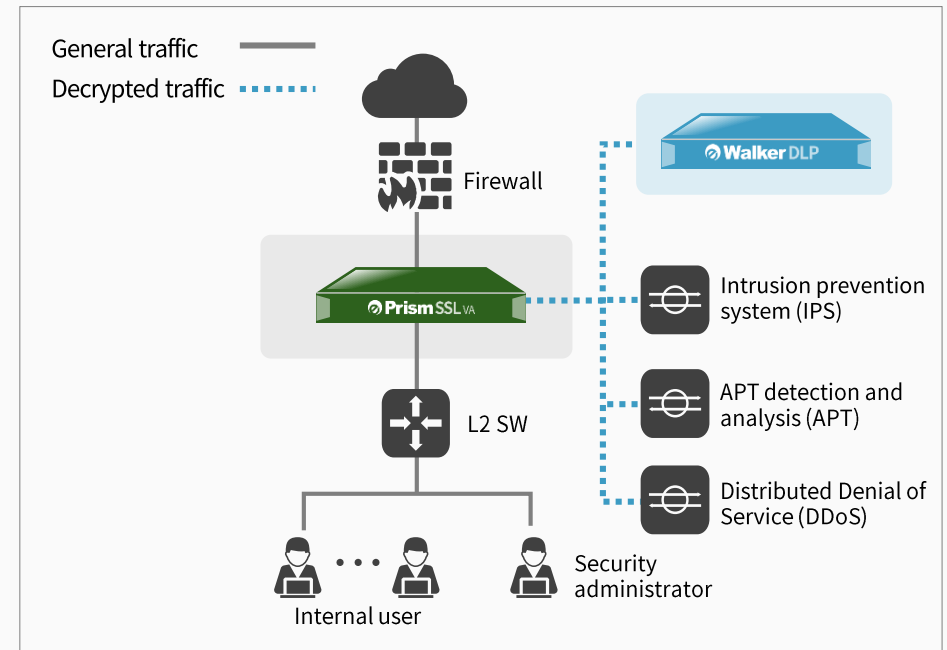 General traffic
Decrypted traffic
Walker DLP
Firewall
Prism SSL VA
Intrusion prevention
system (IPS)
APT detection and
analysis (APT)
L2 SW
Distributed Denial of
Service (DDoS)
Security
administrator
Internal user